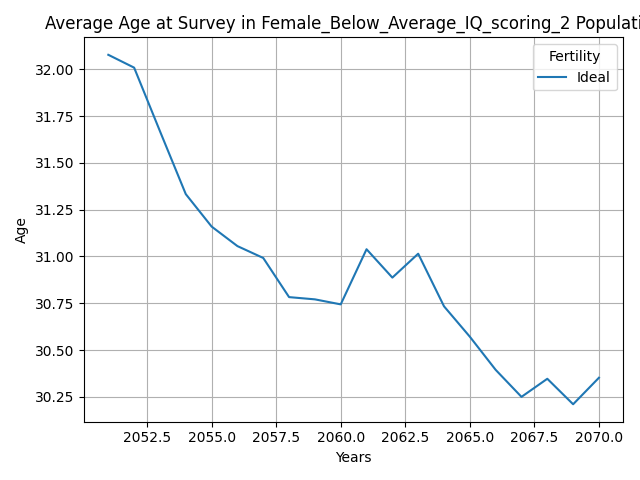 Average Age at Survey in Female_Below_Average_IQ_scoring_2 Populati
Fertility
Ideal
32.00
31.75
31.50
31.25
31.00
30.75
30.50
30.25
Age
2052.5 2055.0 2057.5 2060.0 2062.5 2065.0 2067.5 2070.0
Years